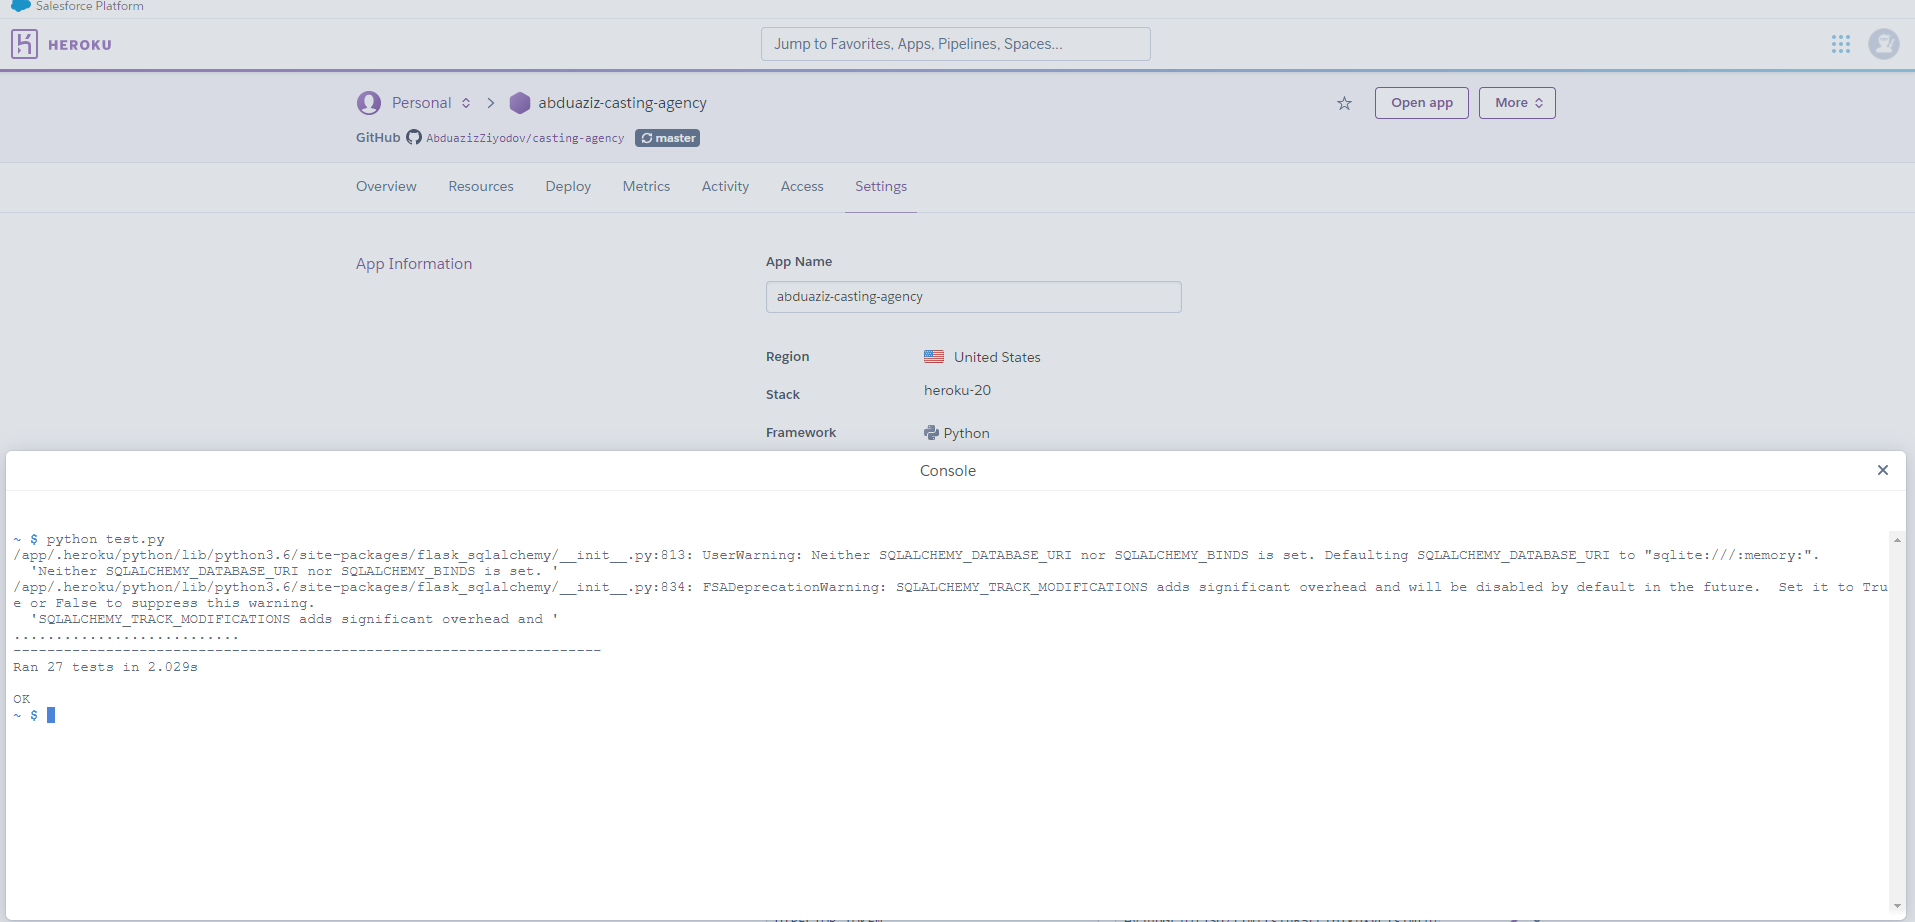 Salesforce Platform
HEROKU
Jump to Favorites, Apps, Pipelines, Spaces...
Personal
abduaziz-casting-agency
Open app
More
GitHub AbduazizZiyodov/casting-agency master
Overview Resources Deploy Metrics Activity Access Settings
App Information
App Name
abduaziz-casting-agency
Region United States
Stack heroku-20
Framework Python
Console
~ $ python test.py
/app/.heroku/python/lib/python3.6/site-packages/flask_sqlalchemy/__init__.py:813: UserWarning: Neither SQLALCHEMY_DATABASE_URI nor SQLALCHEMY_BINDS is set. Defaulting SQLALCHEMY_DATABASE_URI to "sqlite:///:memory:".
'Neither SQLALCHEMY_DATABASE_URI nor SQLALCHEMY_BINDS is set. '
/app/.heroku/python/lib/python3.6/site-packages/flask_sqlalchemy/__init__.py:834: FSADeprecationWarning: SQLALCHEMY_TRACK_MODIFICATIONS adds significant overhead and will be disabled by default in the future.  Set it to Tru
e or False to suppress this warning.
'SQLALCHEMY_TRACK_MODIFICATIONS adds significant overhead and '
...........................
----------------------------------------------------------------------
Ran 27 tests in 2.029s
OK
~ $